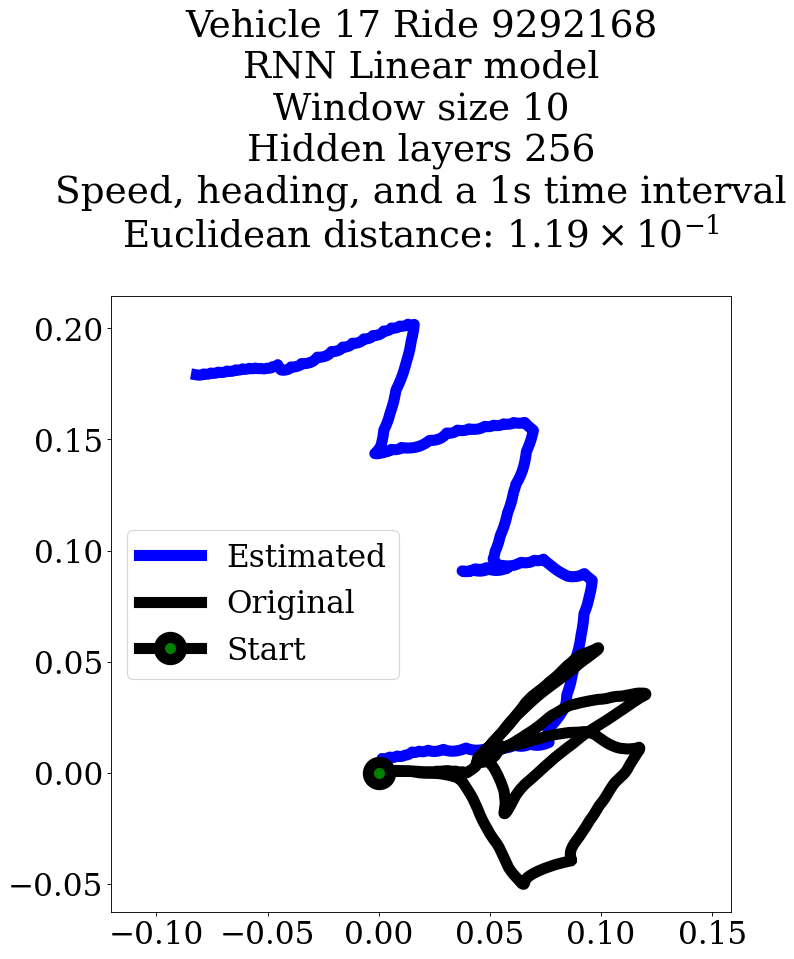 Vehicle 17 Ride 9292168
RNN Linear model
Window size 10
Hidden layers 256
Speed, heading, and a 1s time interval
Euclidean distance: 1.19 × 10⁻¹
0.20
0.15
0.10
0.05
0.00
−0.05
Estimated
Original
Start
−0.10 −0.05 0.00 0.05 0.10 0.15